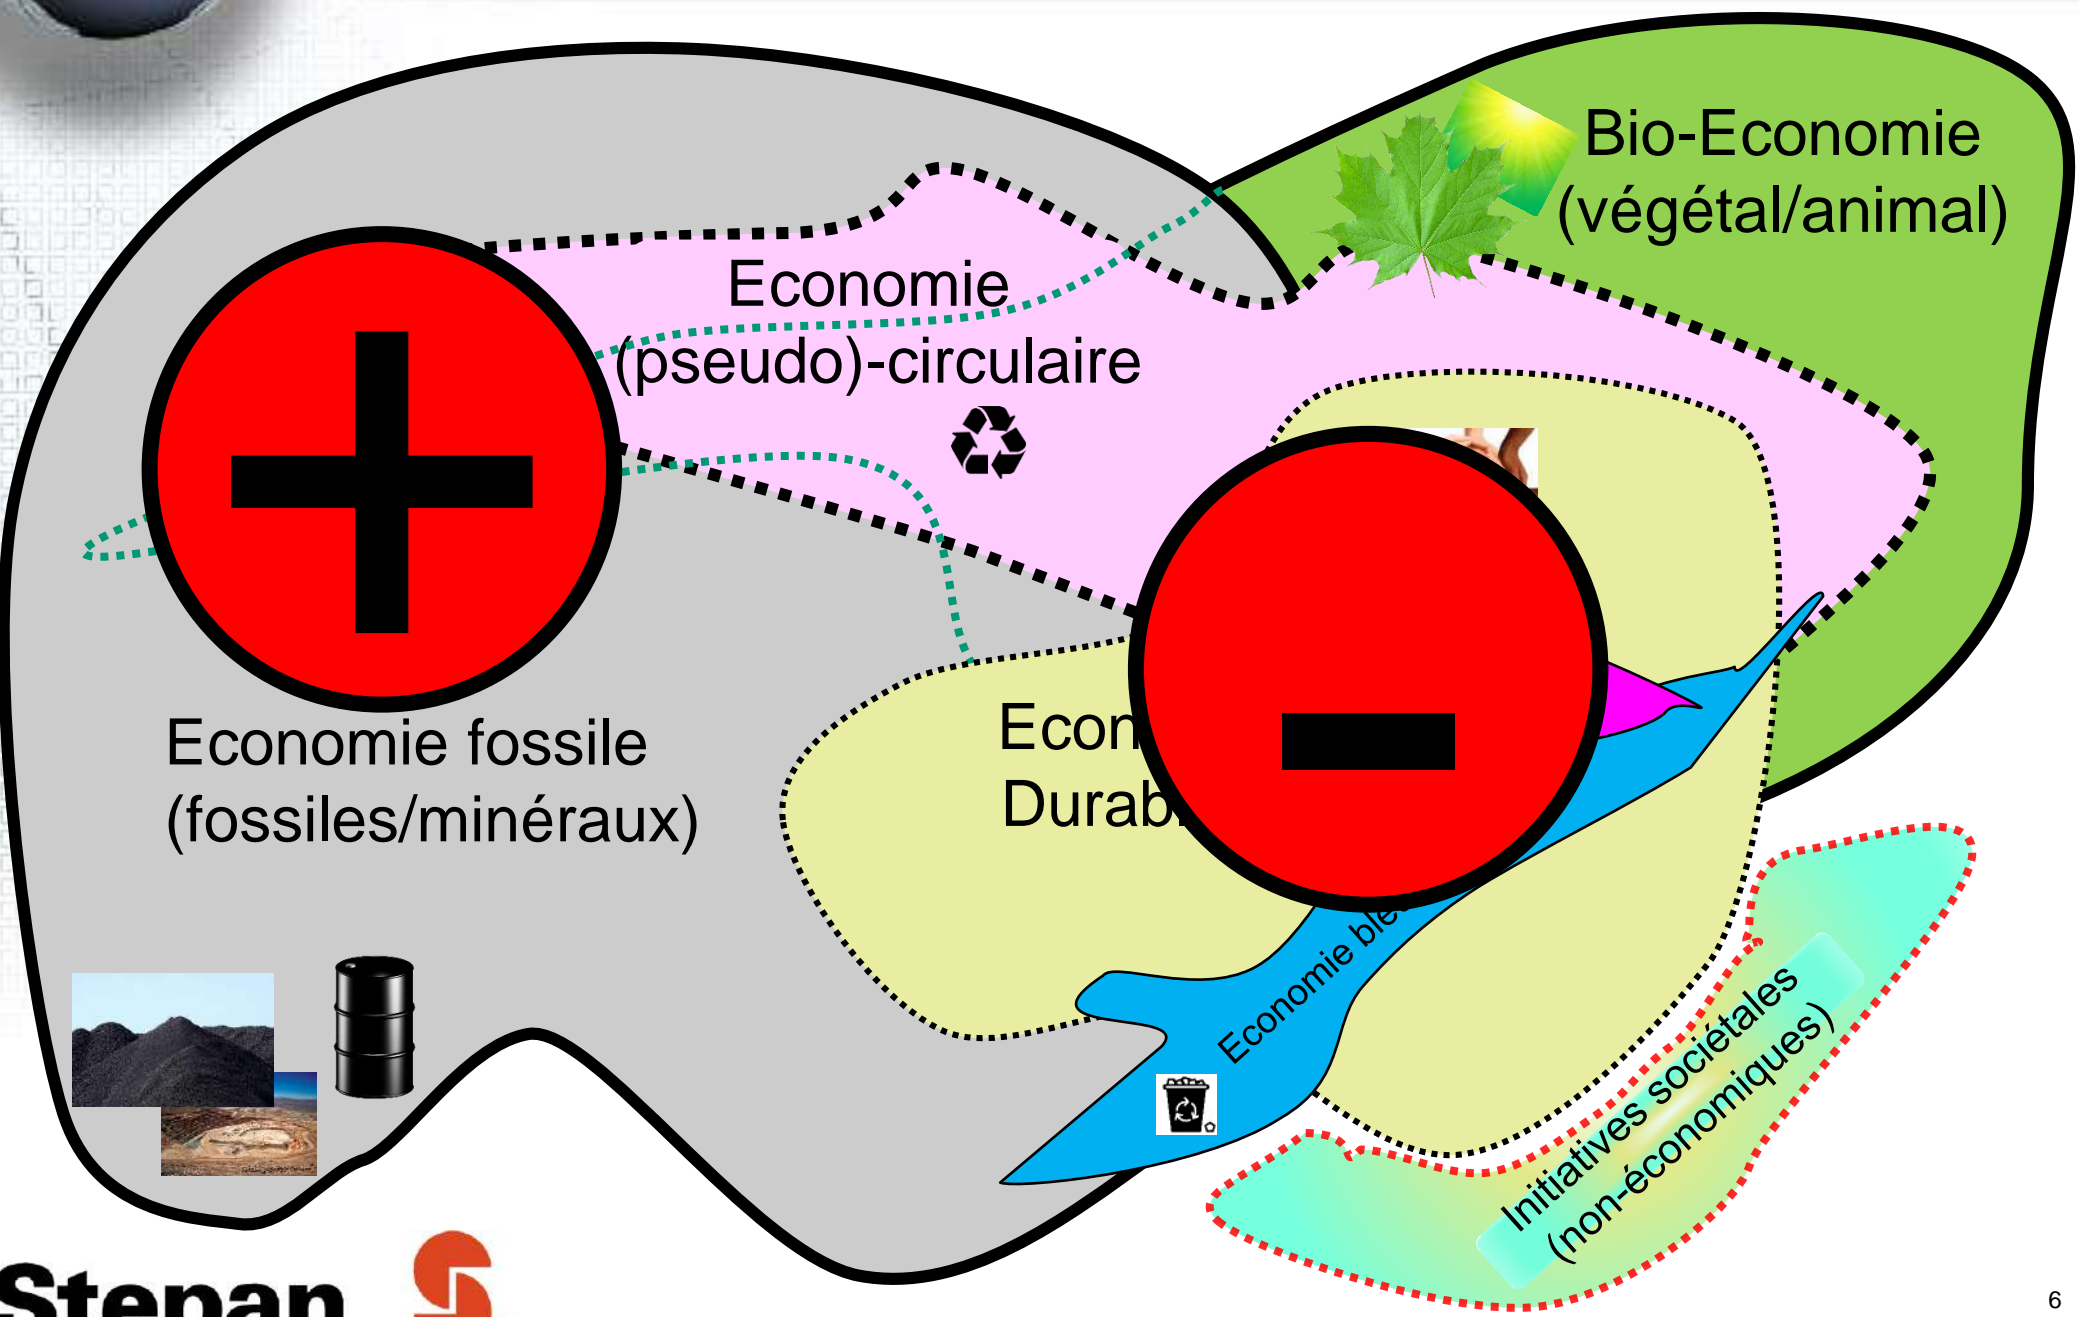 Bio-Economie
(végétal/animal)
Economie
(pseudo)-circulaire
Economie fossile
(fossiles/minéraux)
Econ
Durab
Economie bleu
Initiatives sociétales
(non-économiques)
Stepan
6